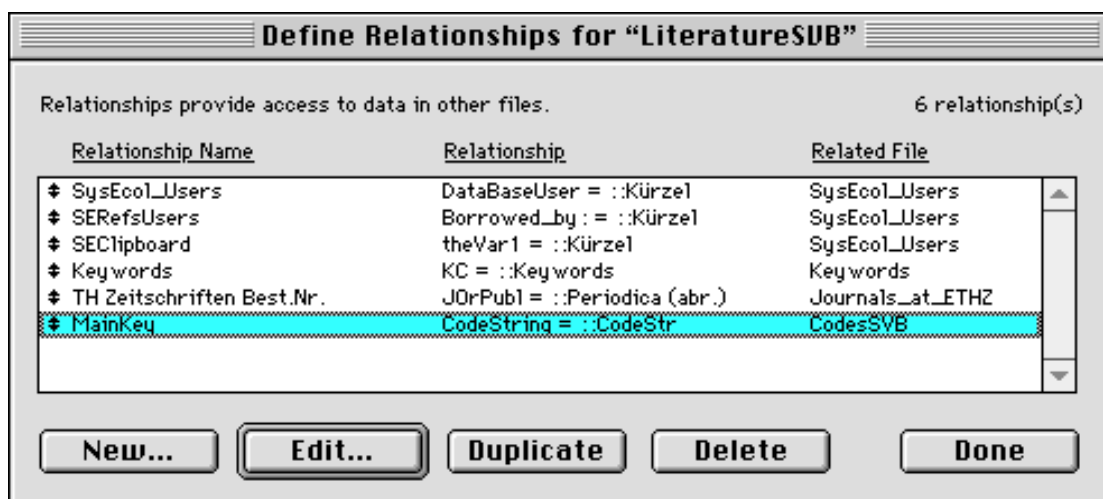 Define Relationships for “LiteratureSVB”
Relationships provide access to data in other files. 6 relationship(s)
Relationship Name Relationship Related File
SysEcol_Users DataBaseUser = ::Kürzel SysEcol_Users
SERefsUsers Borrowed_by : = ::Kürzel SysEcol_Users
SEClipboard theVar1 = ::Kürzel SysEcol_Users
Keywords KC = ::Keywords Keywords
TH Zeitschriften Best.Nr. JOrPubl = ::Periodica (abr.) Journals_at_ETHZ
MainKey CodeString = ::CodeStr CodesSVB
New... Edit... Duplicate Delete Done